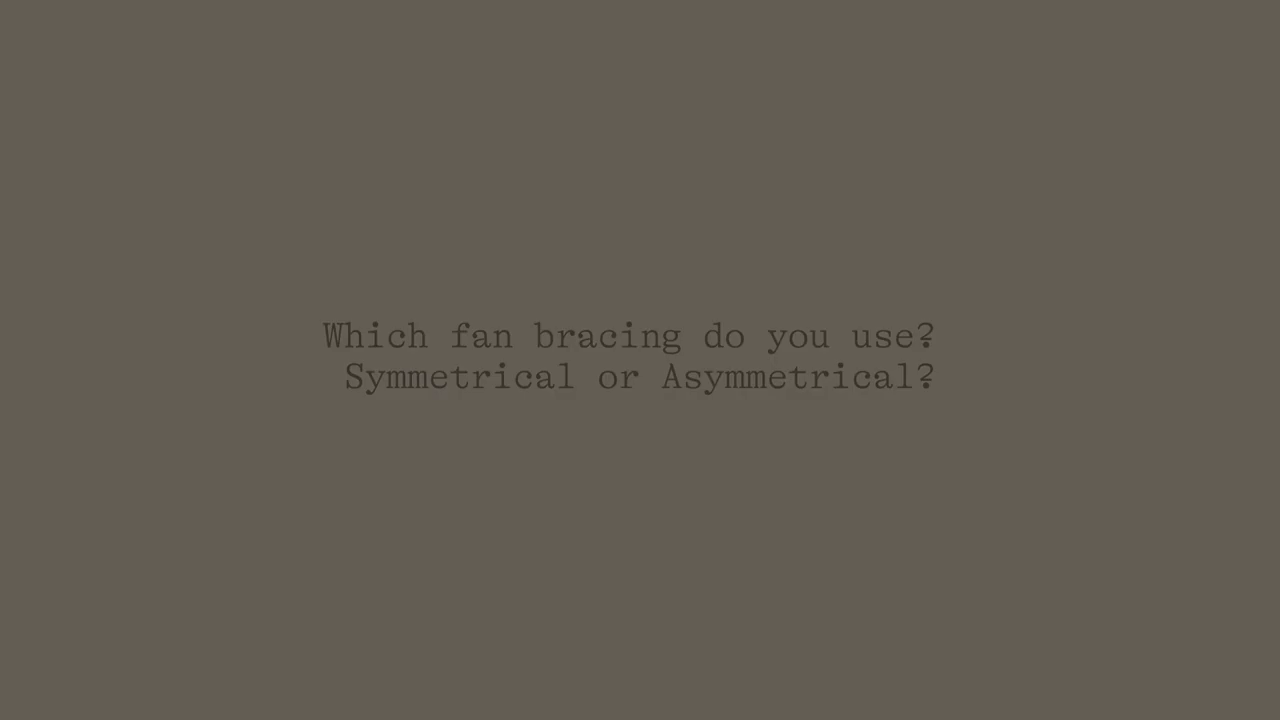 Which fan bracing do you use?
Symmetrical or Asymmetrical?